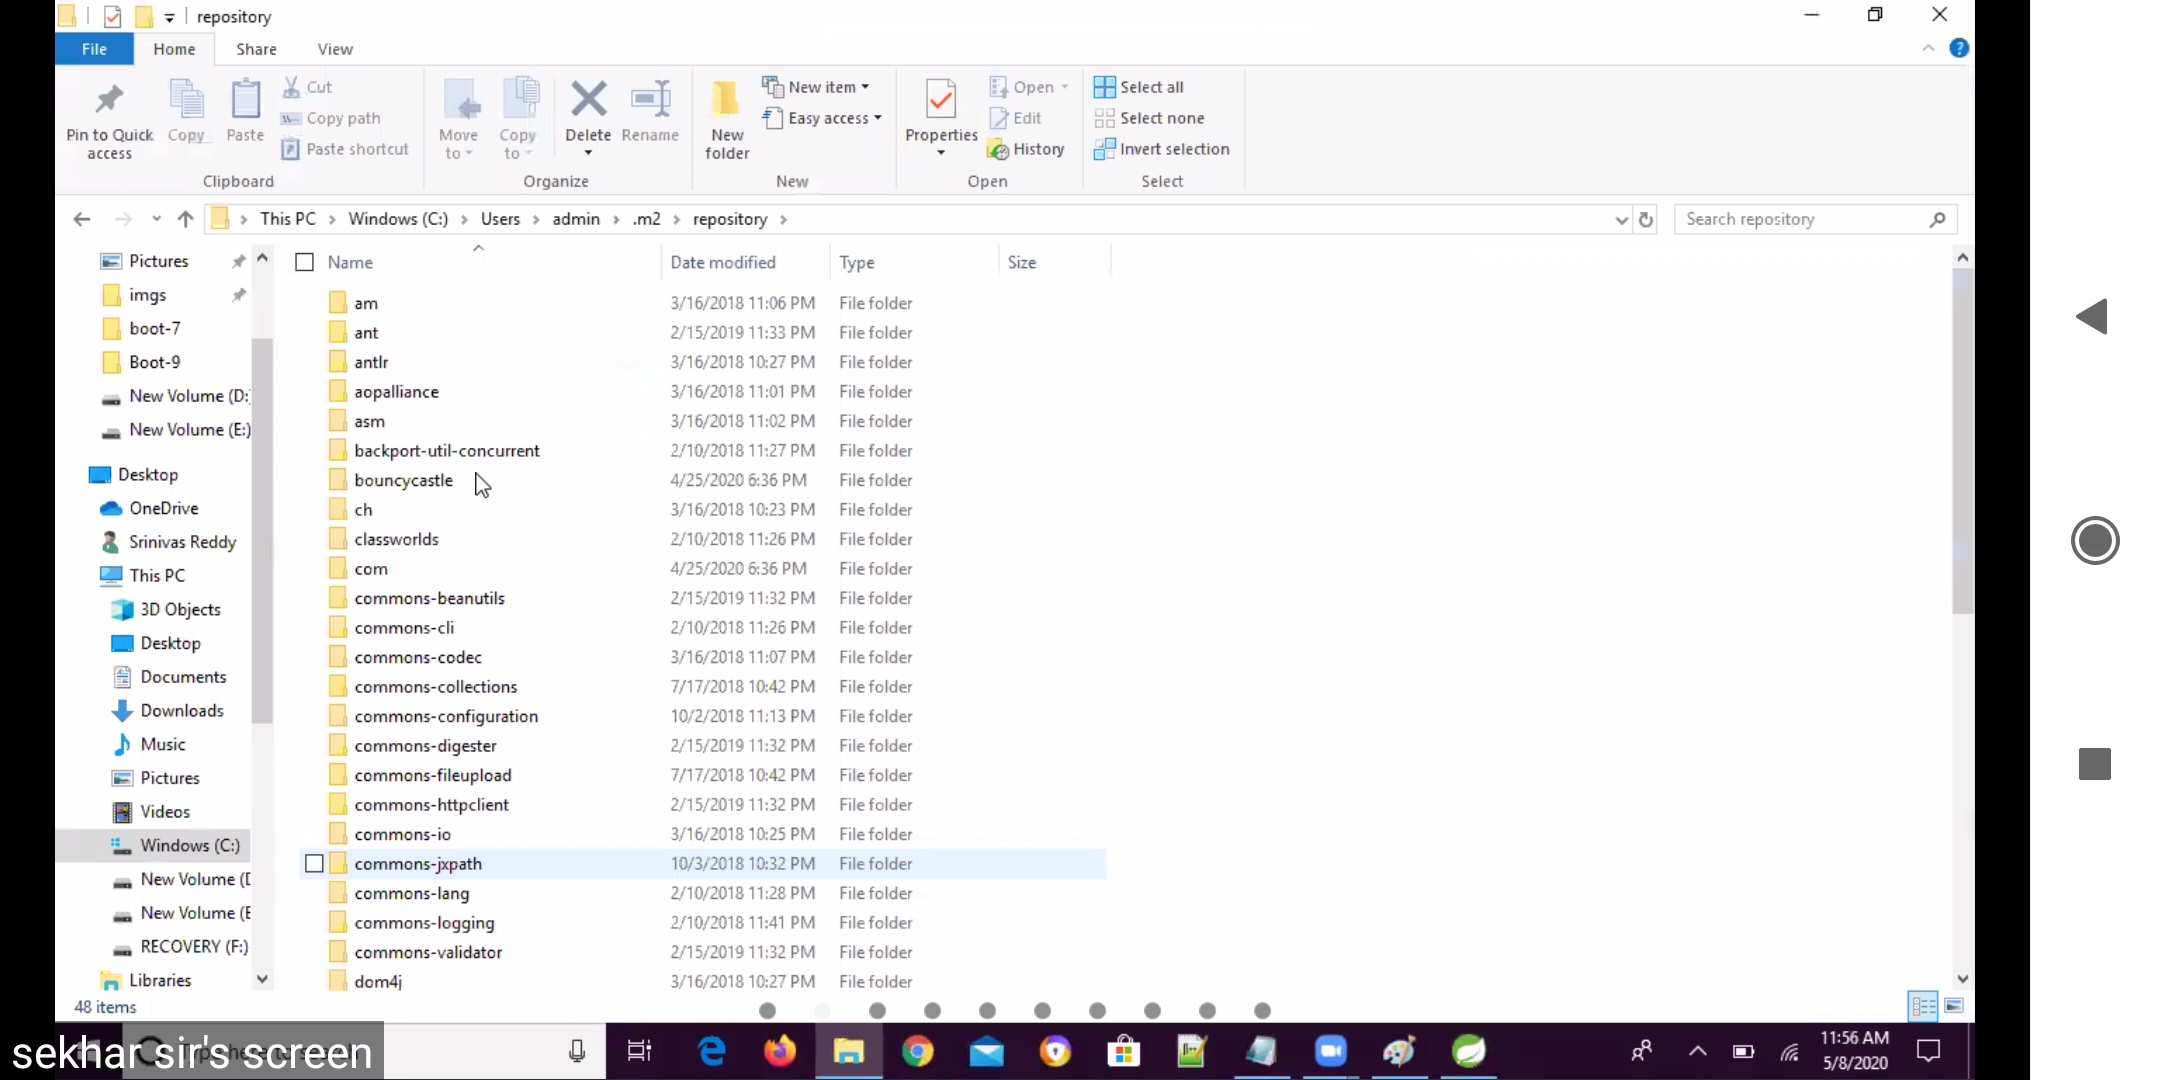 repository
File Home Share View
Pin to Quick access
Copy
Paste
Cut
Copy path
Paste shortcut
Clipboard
Move to
Copy to
Delete
Rename
Organize
New folder
New item
Easy access
New
Properties
Open
Edit
History
Open
Select all
Select none
Invert selection
Select
This PC > Windows (C:) > Users > admin > .m2 > repository >
Search repository
Pictures
imgs
boot-7
Boot-9
New Volume (D:
New Volume (E:)
Desktop
OneDrive
Srinivas Reddy
This PC
3D Objects
Desktop
Documents
Downloads
Music
Pictures
Videos
Windows (C:)
New Volume (D
New Volume (E
RECOVERY (F:)
Libraries
Name Date modified Type Size
am 3/16/2018 11:06 PM File folder
ant 2/15/2019 11:33 PM File folder
antlr 3/16/2018 10:27 PM File folder
aopalliance 3/16/2018 11:01 PM File folder
asm 3/16/2018 11:02 PM File folder
backport-util-concurrent 2/10/2018 11:27 PM File folder
bouncycastle 4/25/2020 6:36 PM File folder
ch 3/16/2018 10:23 PM File folder
classworlds 2/10/2018 11:26 PM File folder
com 4/25/2020 6:36 PM File folder
commons-beanutils 2/15/2019 11:32 PM File folder
commons-cli 2/10/2018 11:26 PM File folder
commons-codec 3/16/2018 11:07 PM File folder
commons-collections 7/17/2018 10:42 PM File folder
commons-configuration 10/2/2018 11:13 PM File folder
commons-digester 2/15/2019 11:32 PM File folder
commons-fileupload 7/17/2018 10:42 PM File folder
commons-httpclient 2/15/2019 11:32 PM File folder
commons-io 3/16/2018 10:25 PM File folder
commons-jxpath 10/3/2018 10:32 PM File folder
commons-lang 2/10/2018 11:28 PM File folder
commons-logging 2/10/2018 11:41 PM File folder
commons-validator 2/15/2019 11:32 PM File folder
dom4j 3/16/2018 10:27 PM File folder
48 items
sekhar sir's screen
11:56 AM
5/8/2020